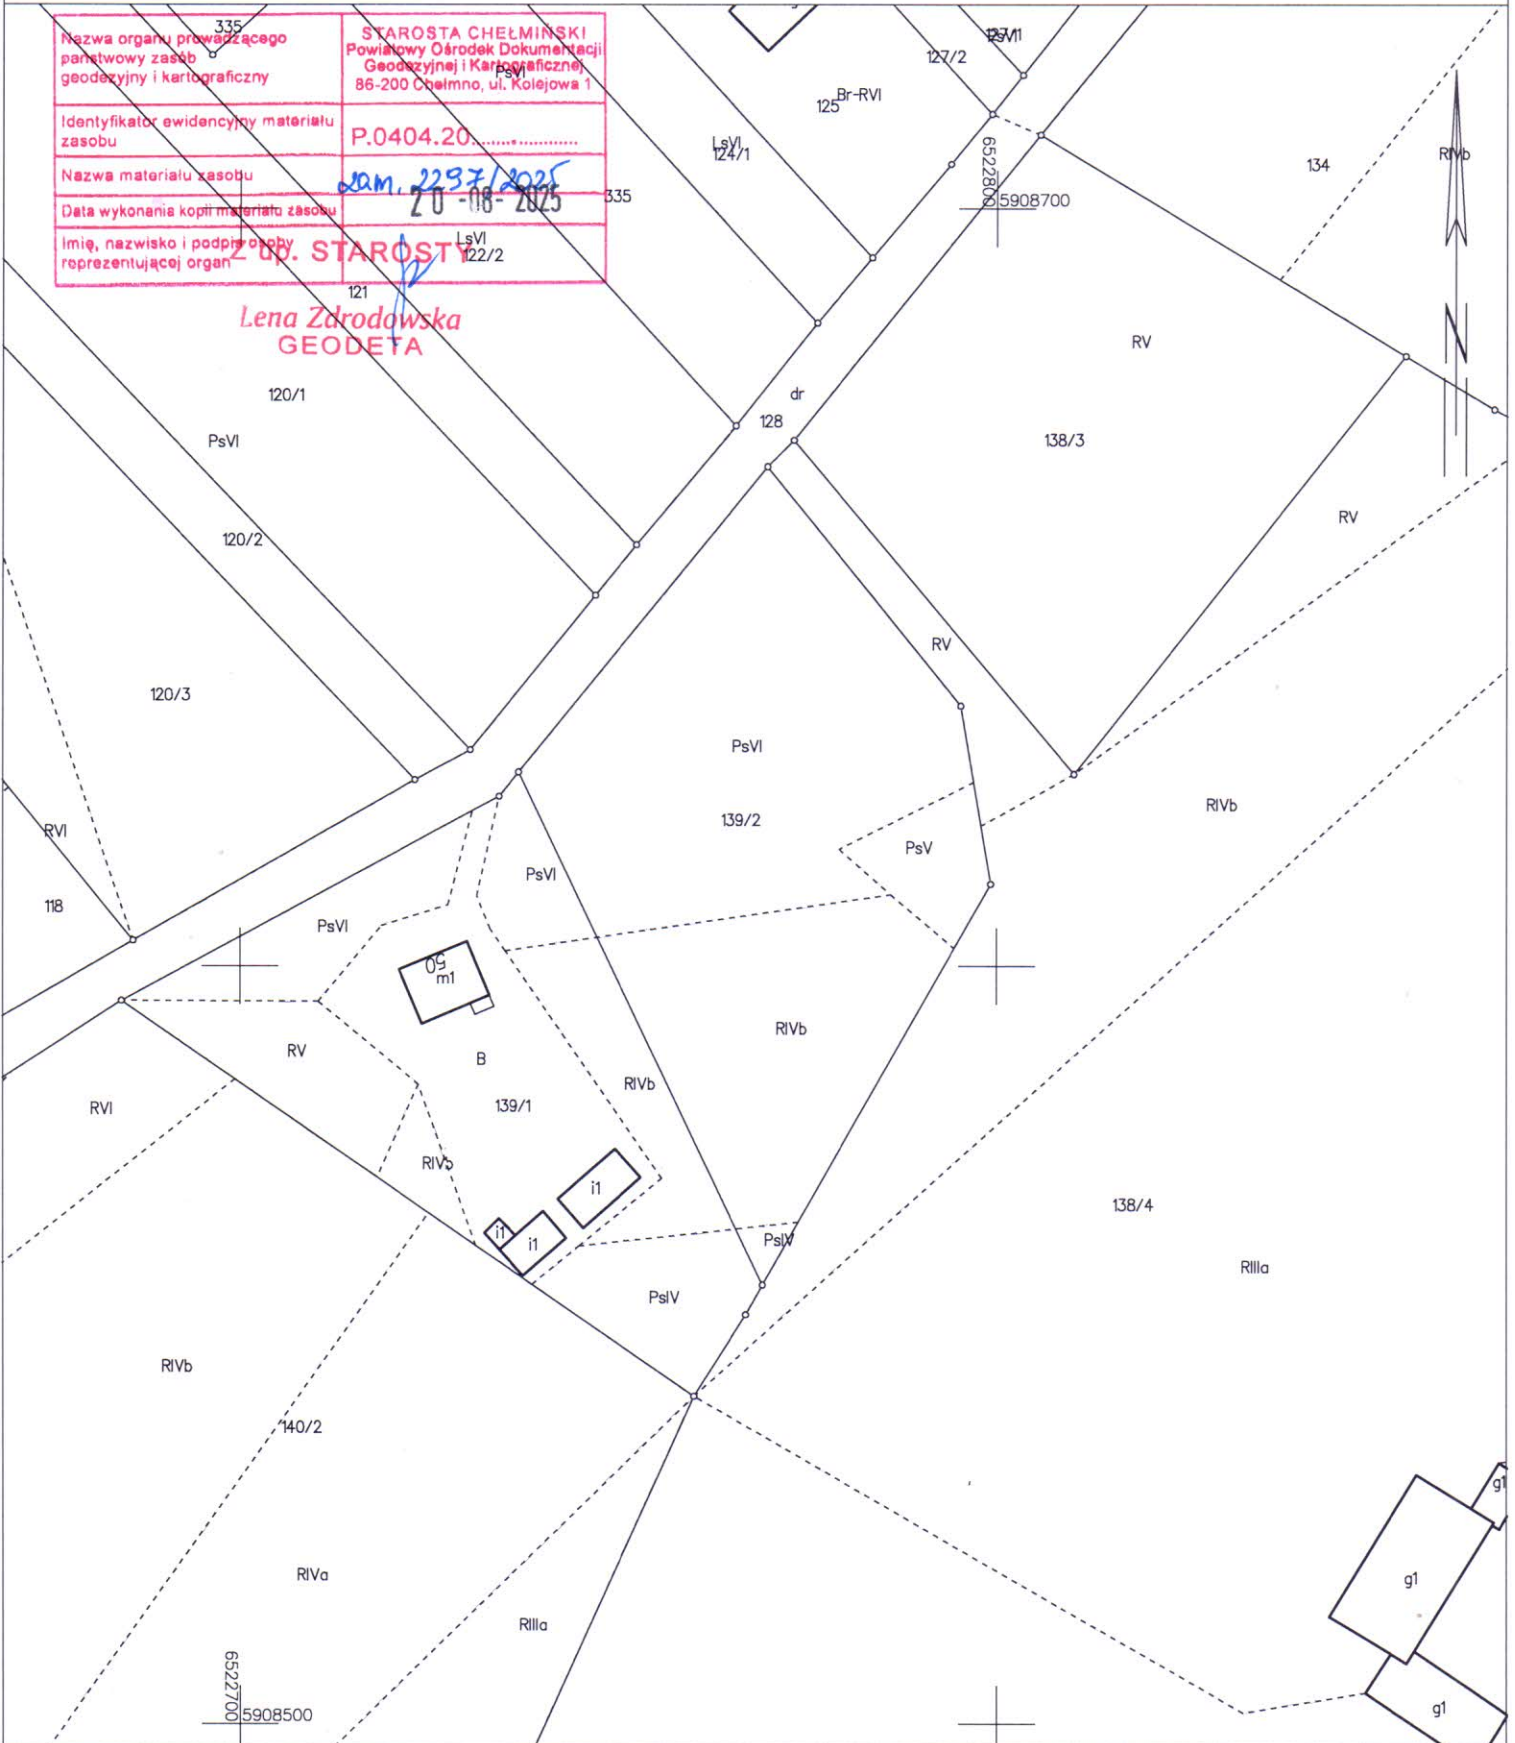 335
Nazwa organu prowadzącego
państwowy zasób
geodezyjny i kartograficzny
STAROSTA CHEŁMIŃSKI
Powiatowy Ośrodek Dokumentacji
Geodezyjnej i Kartograficznej
86-200 Chełmno, ul. Kolejowa 1
PsVI
Identyfikator ewidencyjny materiału
zasobu
P.0404.20
Nazwa materiału zasobu
zam. 2297/2025
Data wykonania kopii materiału zasobu
20 -08- 2025
Imię, nazwisko i podpis osoby
reprezentującej organ
Z up. STAROSTY
Lena Zdrodowska
GEODETA
335
LsVI
122/2
121
127/2
125
Br-RVI
LsVI
124/1
134
RIVb
6522800
5908700
N
RV
120/1
PsVI
dr
128
138/3
RV
120/2
RV
120/3
PsVI
139/2
RIVb
RVI
PsV
PsVI
118
PsVI
50
m1
RIVb
RV
B
RIVb
RVI
139/1
RIVb
i1
i1
i1
138/4
PsIV
RIIIa
PsIV
RIVb
140/2
g1
RIVa
g1
RIIIa
6522700
5908500
g1